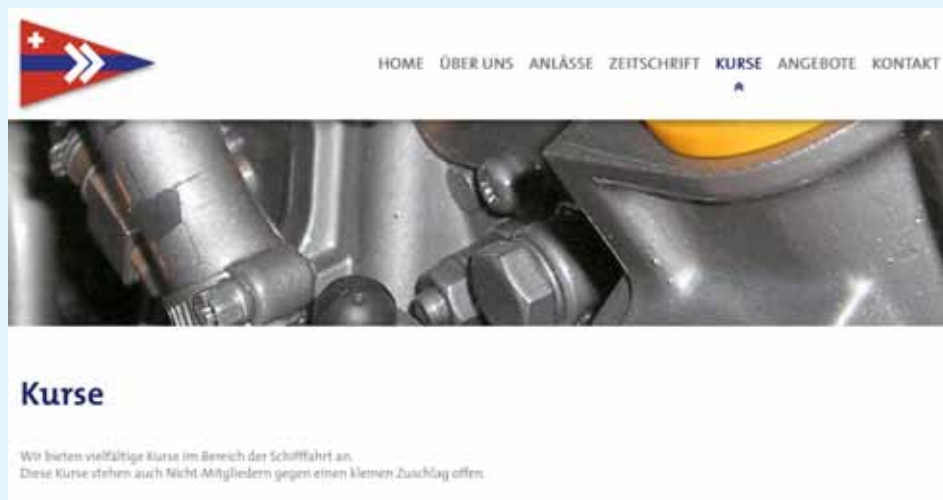 HOME ÜBER UNS ANLÄSSE ZEITSCHRIFT KURSE ANGEBOTE KONTAKT
Kurse
Wir bieten vielfältige Kurse im Bereich der Schifffahrt an.
Diese Kurse stehen auch Nicht-Mitgliedern gegen einen kleinen Zuschlag offen.